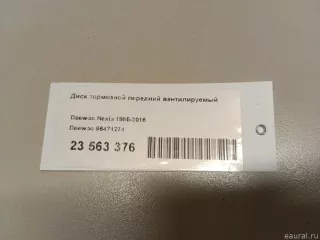 Диск тормозной передний вентилируемый
Daewoo Nexia 1995-2016
Daewoo 96471274
23 563 376
eaural.ru